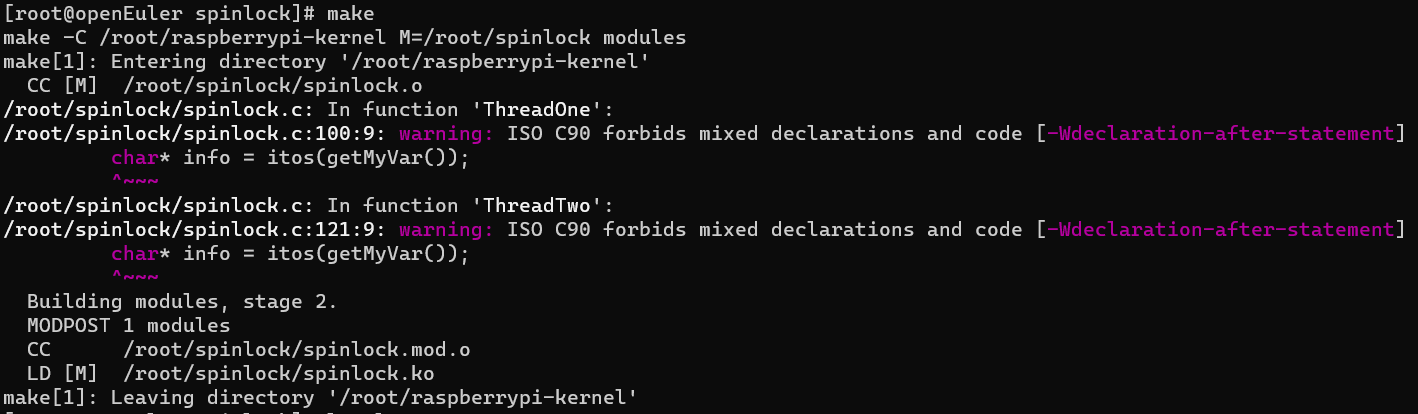 [root@openEuler spinlock]# make
make -C /root/raspberrypi-kernel M=/root/spinlock modules
make[1]: Entering directory '/root/raspberrypi-kernel'
  CC [M]  /root/spinlock/spinlock.o
/root/spinlock/spinlock.c: In function 'ThreadOne':
/root/spinlock/spinlock.c:100:9: warning: ISO C90 forbids mixed declarations and code [-Wdeclaration-after-statement]
         char* info = itos(getMyVar());
         ^~~~
/root/spinlock/spinlock.c: In function 'ThreadTwo':
/root/spinlock/spinlock.c:121:9: warning: ISO C90 forbids mixed declarations and code [-Wdeclaration-after-statement]
         char* info = itos(getMyVar());
         ^~~~
  Building modules, stage 2.
  MODPOST 1 modules
  CC      /root/spinlock/spinlock.mod.o
  LD [M]  /root/spinlock/spinlock.ko
make[1]: Leaving directory '/root/raspberrypi-kernel'